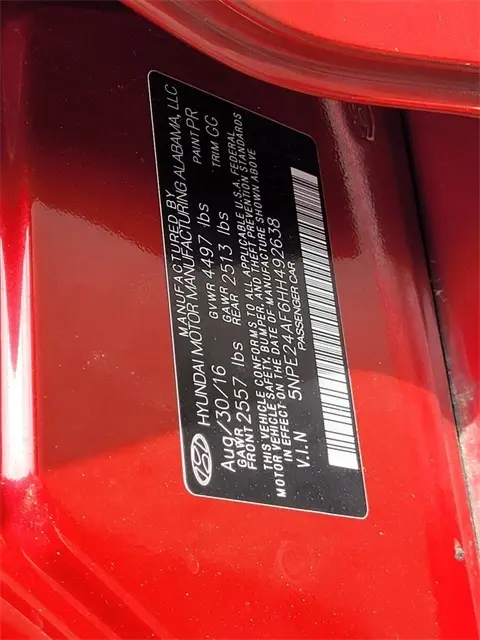 MANUFACTURED BY
HYUNDAI MOTOR MANUFACTURING ALABAMA, LLC
Aug/30/16 GVWR 4497 lbs PAINT PR
GAWR FRONT 2557 lbs GAWR REAR 2513 lbs TRIM GG
THIS VEHICLE CONFORMS TO ALL APPLICABLE U.S.A. FEDERAL
MOTOR VEHICLE SAFETY, BUMPER, AND THEFT PREVENTION STANDARDS
IN EFFECT ON THE DATE OF MANUFACTURE SHOWN ABOVE
V.I.N 5NPE24AF6HH492638
PASSENGER CAR